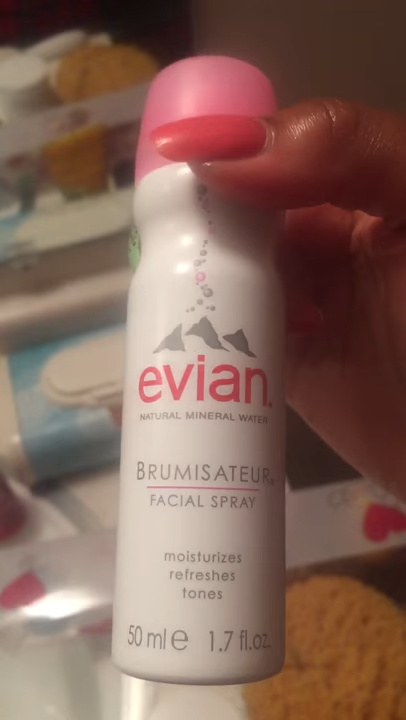 evian.
NATURAL MINERAL WATER
BRUMISATEUR®
FACIAL SPRAY
moisturizes
refreshes
tones
50 ml e 1.7 fl.oz.